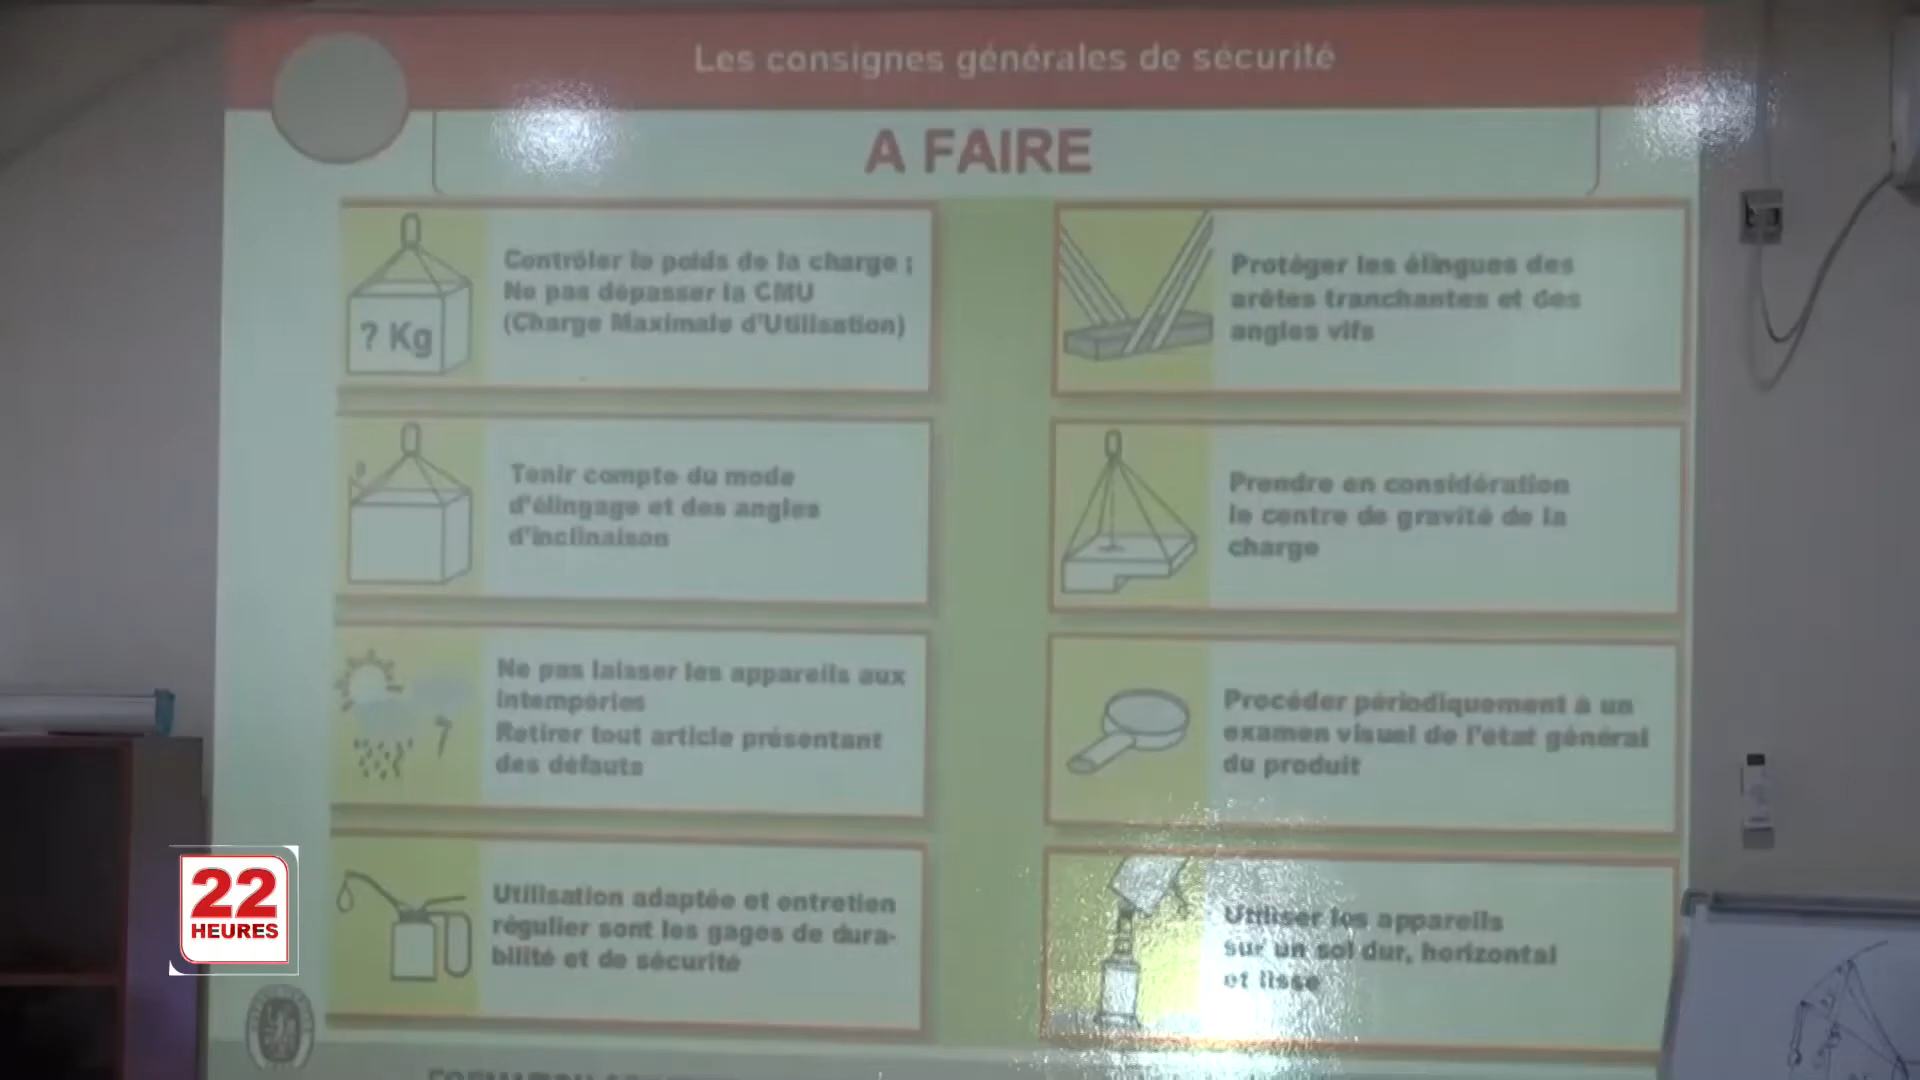 Les consignes générales de sécurité
A FAIRE
? Kg
Contrôler le poids de la charge ;
Ne pas dépasser la CMU
(Charge Maximale d'Utilisation)
Protéger les élingues des
arêtes tranchantes et des
angles vifs
Tenir compte du mode
d'élingage et des angles
d'inclinaison
Prendre en considération
le centre de gravité de la
charge
Ne pas laisser les appareils aux
intempéries
Retirer tout article présentant
des défauts
Procéder périodiquement à un
examen visuel de l'état général
du produit
Utilisation adaptée et entretien
régulier sont les gages de dura-
bilité et de sécurité
Utiliser les appareils
sur un sol dur, horizontal
et lisse
22
HEURES